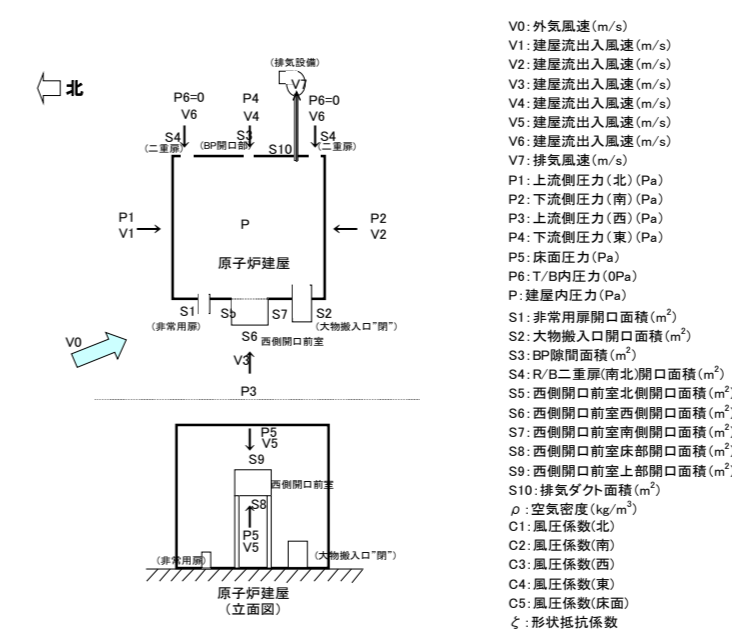 (排気設備)
北
V7
P6=0
P4
P6=0
V6
V4
V6
S4
S3
S4
(二重扉)
(BP開口部)
(二重扉)
S10
P1
V1
P
P2
V2
原子炉建屋
S1
S5
S7
S2
(非常用扉)
(大物搬入口"閉")
S6
西側開口前室
V0
V3
P3
P5
V5
S9
西側開口前室
S8
P5
V5
(非常用扉)
(大物搬入口"閉")
原子炉建屋
(立面図)
V0:外気風速(m/s)
V1:建屋流出入風速(m/s)
V2:建屋流出入風速(m/s)
V3:建屋流出入風速(m/s)
V4:建屋流出入風速(m/s)
V5:建屋流出入風速(m/s)
V6:建屋流出入風速(m/s)
V7:排気風速(m/s)
P1:上流側圧力(北)(Pa)
P2:下流側圧力(南)(Pa)
P3:上流側圧力(西)(Pa)
P4:下流側圧力(東)(Pa)
P5:床面圧力(Pa)
P6:T/B内圧力(0Pa)
P:建屋内圧力(Pa)
S1:非常用扉開口面積(m²)
S2:大物搬入口開口面積(m²)
S3:BP隙間面積(m²)
S4:R/B二重扉(南北)開口面積(m²)
S5:西側開口前室北側開口面積(m²)
S6:西側開口前室西側開口面積(m²)
S7:西側開口前室南側開口面積(m²)
S8:西側開口前室床部開口面積(m²)
S9:西側開口前室上部開口面積(m²)
S10:排気ダクト面積(m²)
ρ:空気密度(kg/m³)
C1:風圧係数(北)
C2:風圧係数(南)
C3:風圧係数(西)
C4:風圧係数(東)
C5:風圧係数(床面)
ζ:形状抵抗係数